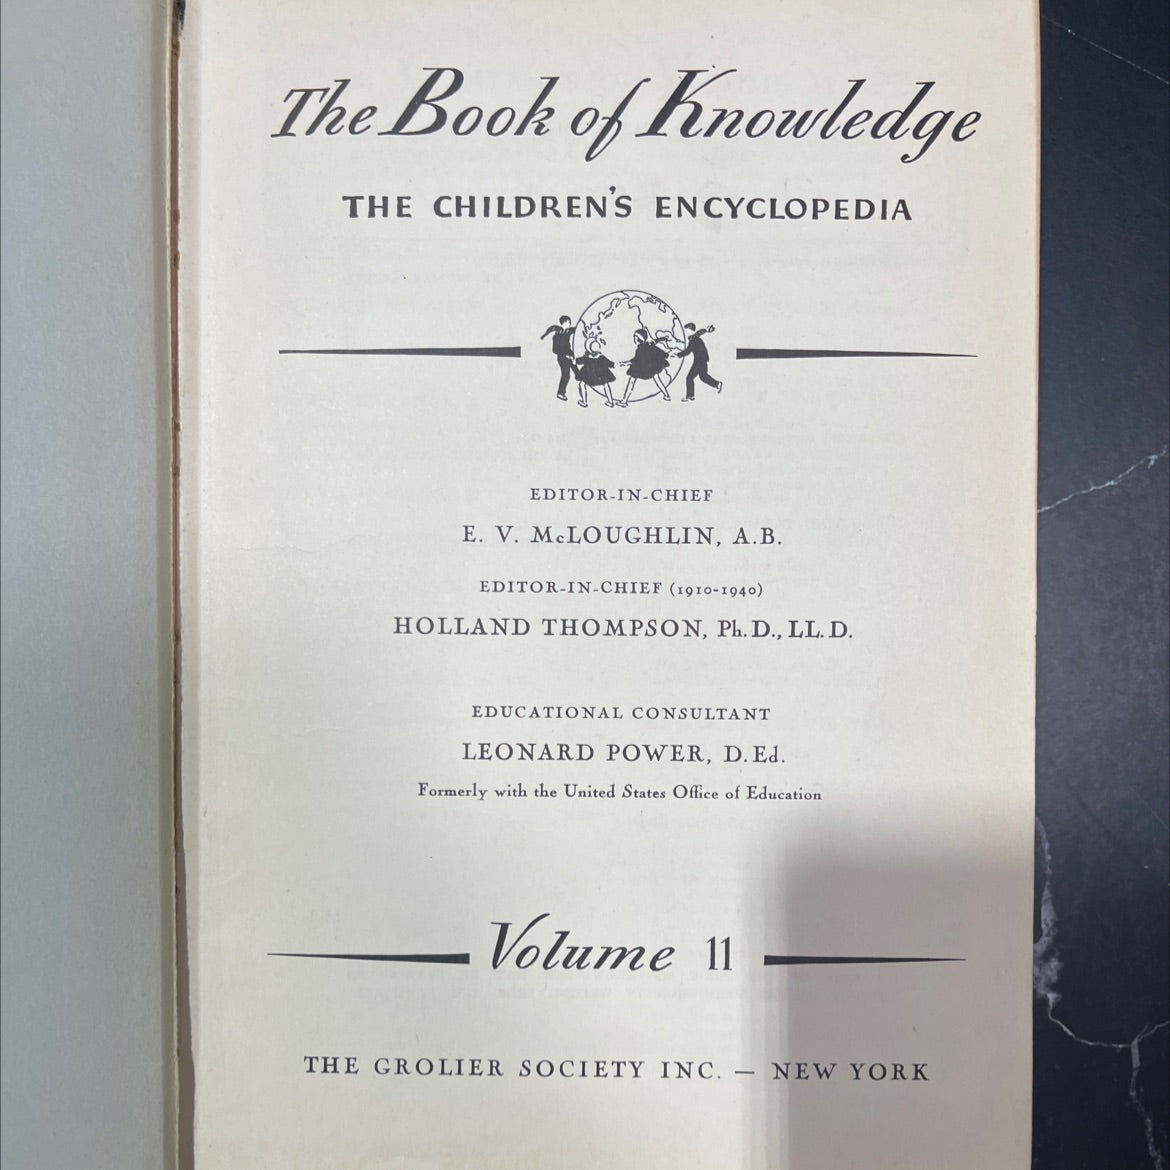 The Book of Knowledge
THE CHILDREN'S ENCYCLOPEDIA
EDITOR-IN-CHIEF
E. V. McLOUGHLIN, A.B.
EDITOR-IN-CHIEF (1910-1940)
HOLLAND THOMPSON, Ph.D., LL.D.
EDUCATIONAL CONSULTANT
LEONARD POWER, D.Ed.
Formerly with the United States Office of Education
Volume 11
THE GROLIER SOCIETY INC. — NEW YORK